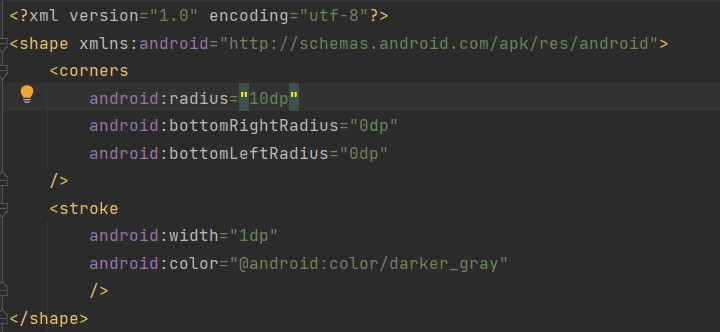 <?xml version="1.0" encoding="utf-8"?>
<shape xmlns:android="http://schemas.android.com/apk/res/android">
    <corners
        android:radius="10dp"
        android:bottomRightRadius="0dp"
        android:bottomLeftRadius="0dp"
    />
    <stroke
        android:width="1dp"
        android:color="@android:color/darker_gray"
        />
</shape>